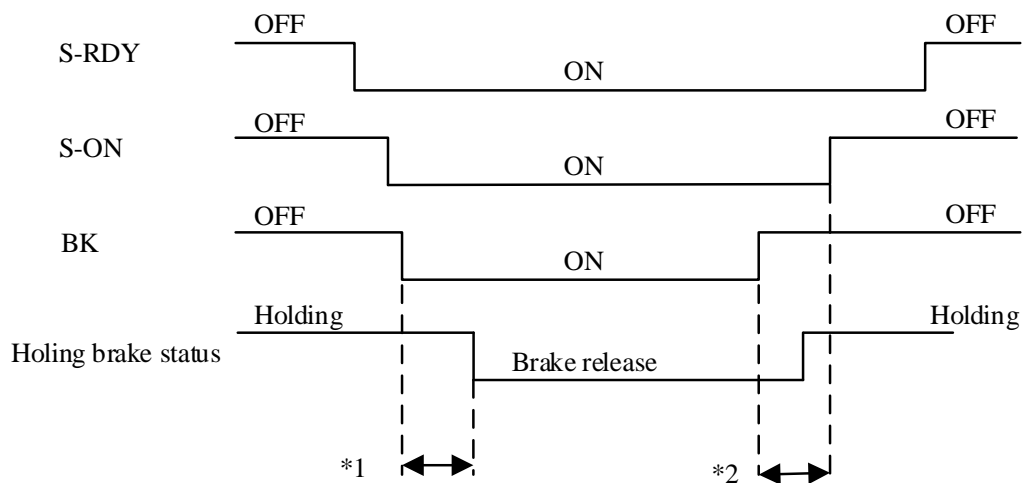 OFF
OFF
S-RDY
ON
OFF
OFF
S-ON
ON
OFF
OFF
BK
ON
Holding
Holding
Holing brake status
Brake release
*1
*2